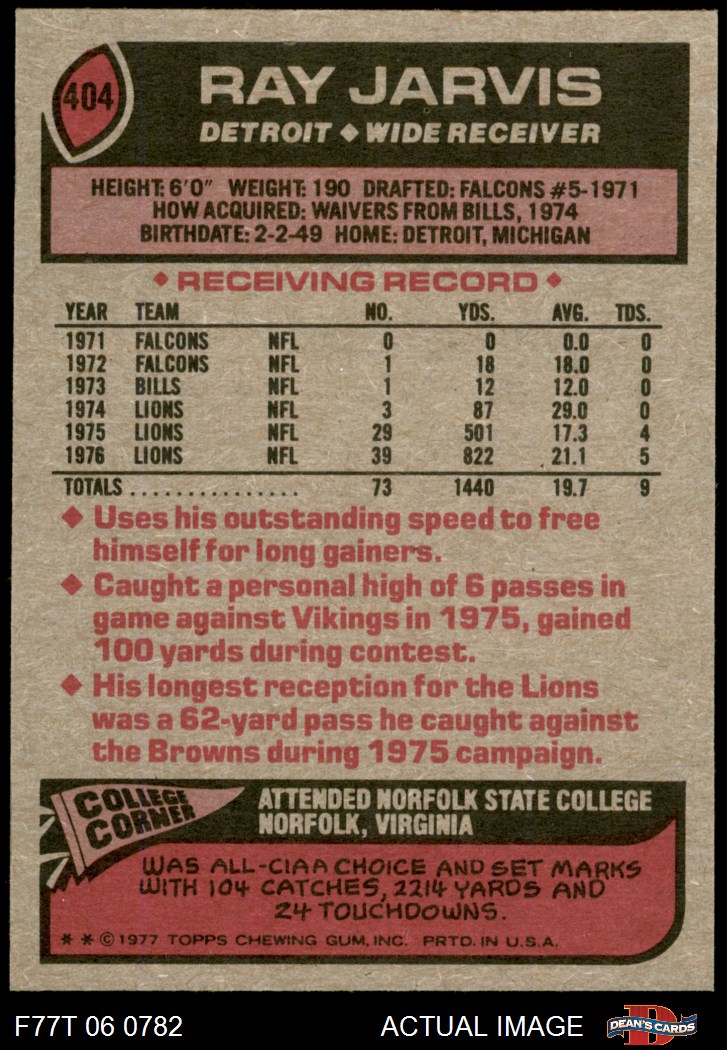 404
RAY JARVIS
DETROIT ◆ WIDE RECEIVER
HEIGHT: 6'0" WEIGHT: 190 DRAFTED: FALCONS #5-1971
HOW ACQUIRED: WAIVERS FROM BILLS, 1974
BIRTHDATE: 2-2-49 HOME: DETROIT, MICHIGAN
◆ RECEIVING RECORD ◆
YEAR TEAM NO. YDS. AVG. TDS.
1971 FALCONS NFL 0 0 0.0 0
1972 FALCONS NFL 1 18 18.0 0
1973 BILLS NFL 1 12 12.0 0
1974 LIONS NFL 3 87 29.0 0
1975 LIONS NFL 29 501 17.3 4
1976 LIONS NFL 39 822 21.1 5
TOTALS ............... 73 1440 19.7 9
◆ Uses his outstanding speed to free
himself for long gainers.
◆ Caught a personal high of 6 passes in
game against Vikings in 1975, gained
100 yards during contest.
◆ His longest reception for the Lions
was a 62-yard pass he caught against
the Browns during 1975 campaign.
COLLEGE
CORNER
ATTENDED NORFOLK STATE COLLEGE
NORFOLK, VIRGINIA
WAS ALL-CIAA CHOICE AND SET MARKS
WITH 104 CATCHES, 2214 YARDS AND
24 TOUCHDOWNS.
* * © 1977 TOPPS CHEWING GUM, INC. PRTD. IN U.S.A.
F77T 06 0782 ACTUAL IMAGE D DEAN'S CARDS